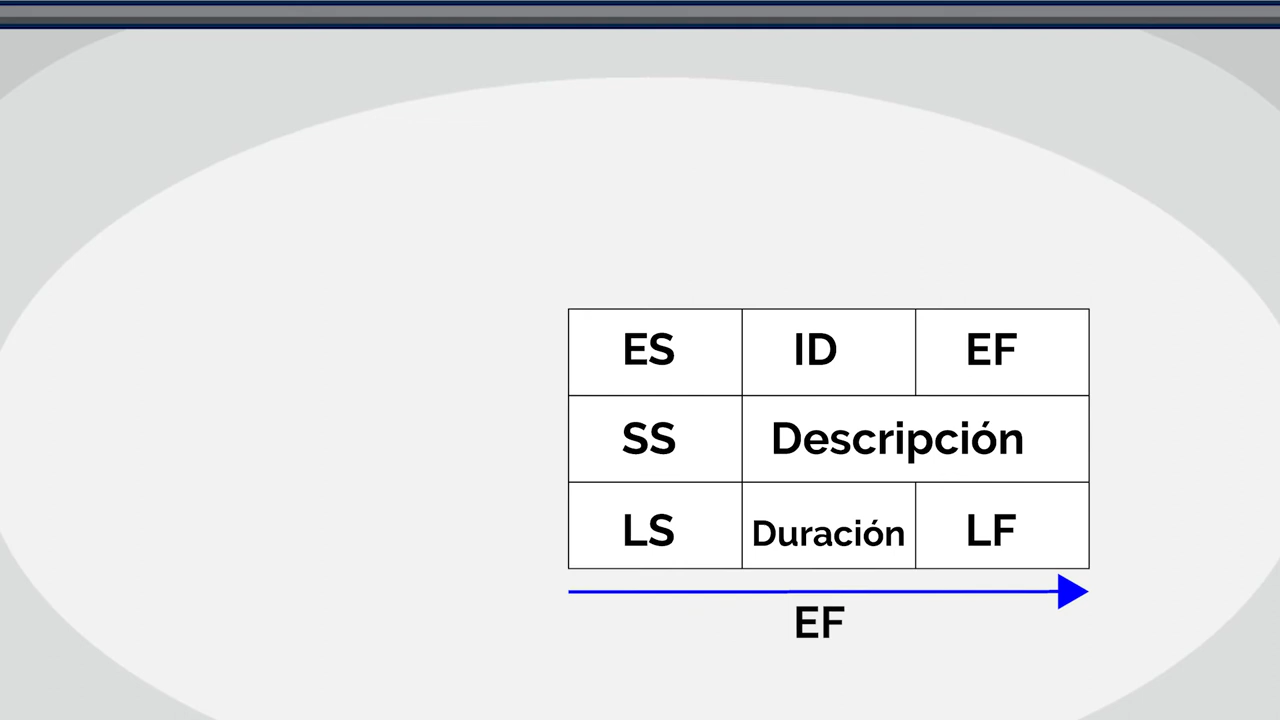 ES ID EF
SS Descripción
LS Duración LF
EF